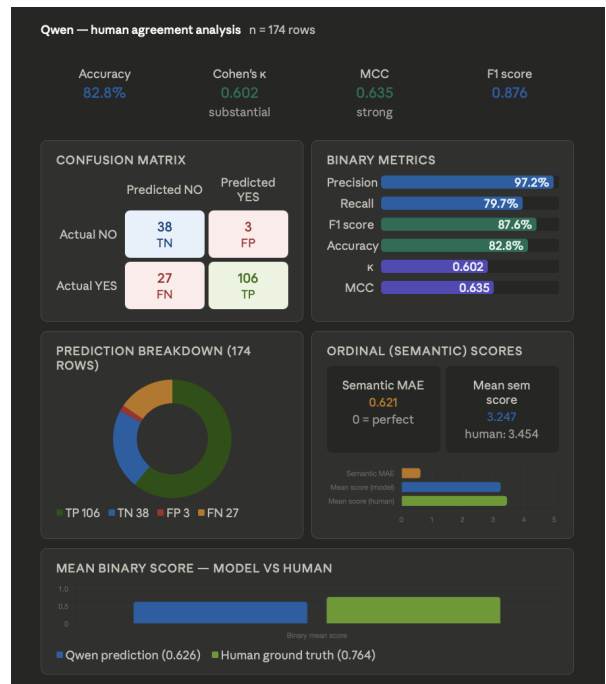 Qwen — human agreement analysis n = 174 rows
Accuracy
82.8%
Cohen's κ
0.602
substantial
MCC
0.635
strong
F1 score
0.876
CONFUSION MATRIX
Predicted NO
Predicted
YES
Actual NO
38
TN
3
FP
Actual YES
27
FN
106
TP
BINARY METRICS
Precision 97.2%
Recall 79.7%
F1 score 87.6%
Accuracy 82.8%
κ 0.602
MCC 0.635
PREDICTION BREAKDOWN (174
ROWS)
TP 106 TN 38 FP 3 FN 27
ORDINAL (SEMANTIC) SCORES
Semantic MAE
0.621
0 = perfect
Mean sem
score
3.247
human: 3.454
Semantic MAE
Mean score (model)
Mean score (human)
0 1 2 3 4 5
MEAN BINARY SCORE — MODEL VS HUMAN
1.0
0.5
0
Binary mean score
Qwen prediction (0.626) Human ground truth (0.764)